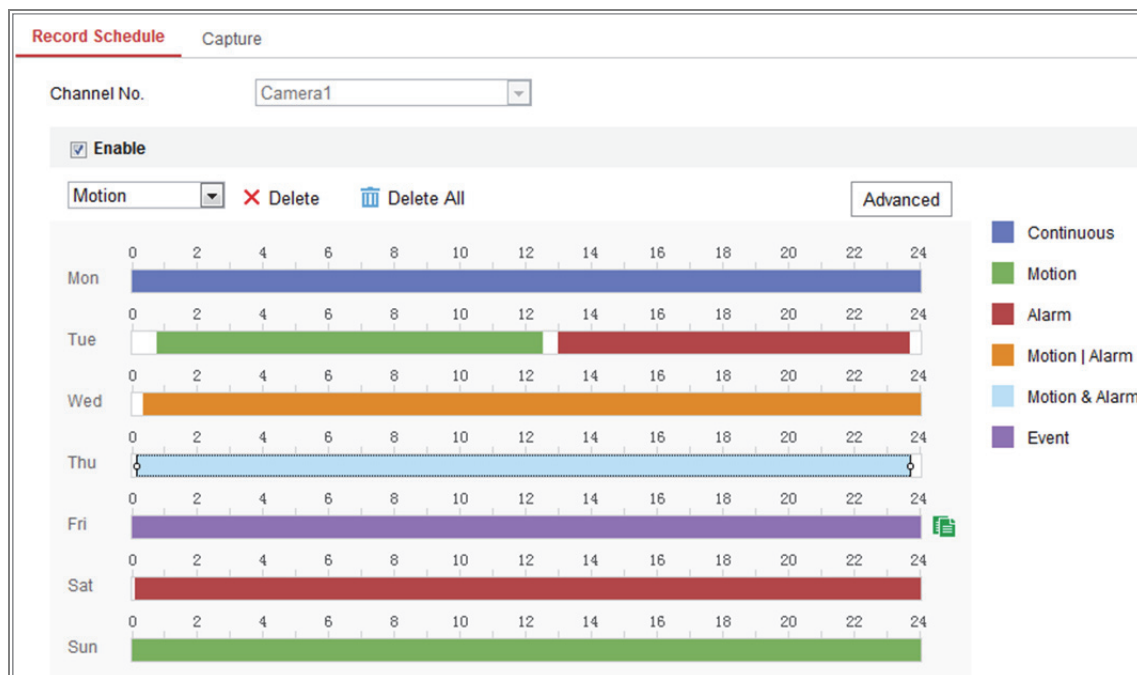 Record Schedule Capture
Channel No. Camera1
Enable
Motion Delete Delete All Advanced
Continuous
Motion
Alarm
Motion | Alarm
Motion & Alarm
Event
0 2 4 6 8 10 12 14 16 18 20 22 24
Mon
0 2 4 6 8 10 12 14 16 18 20 22 24
Tue
0 2 4 6 8 10 12 14 16 18 20 22 24
Wed
0 2 4 6 8 10 12 14 16 18 20 22 24
Thu
0 2 4 6 8 10 12 14 16 18 20 22 24
Fri
0 2 4 6 8 10 12 14 16 18 20 22 24
Sat
0 2 4 6 8 10 12 14 16 18 20 22 24
Sun